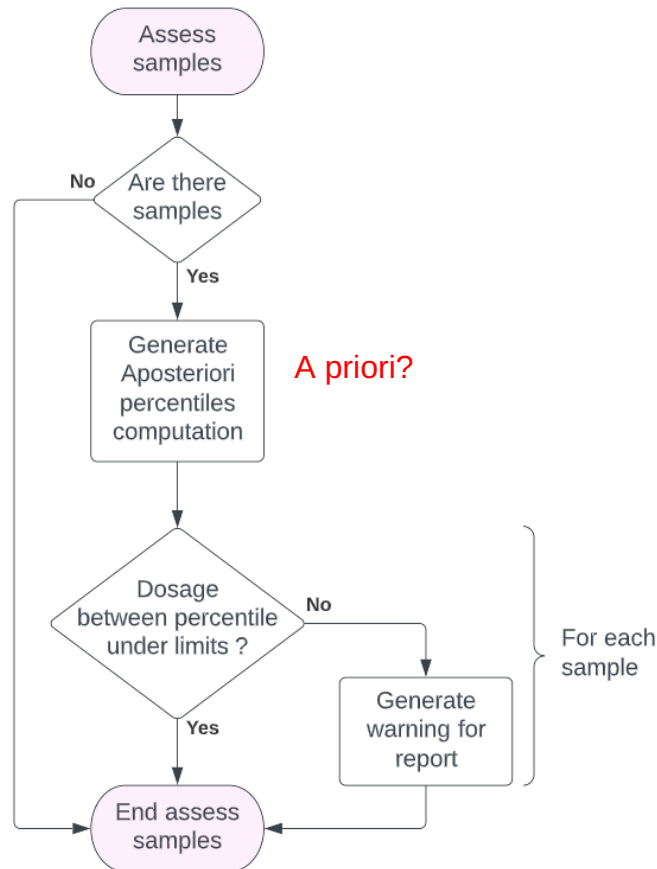 Assess
samples
No
Are there
samples
Yes
Generate
Aposteriori
percentiles
computation
A priori?
Dosage
between percentile
under limits ?
No
For each
sample
Generate
warning for
report
Yes
End assess
samples